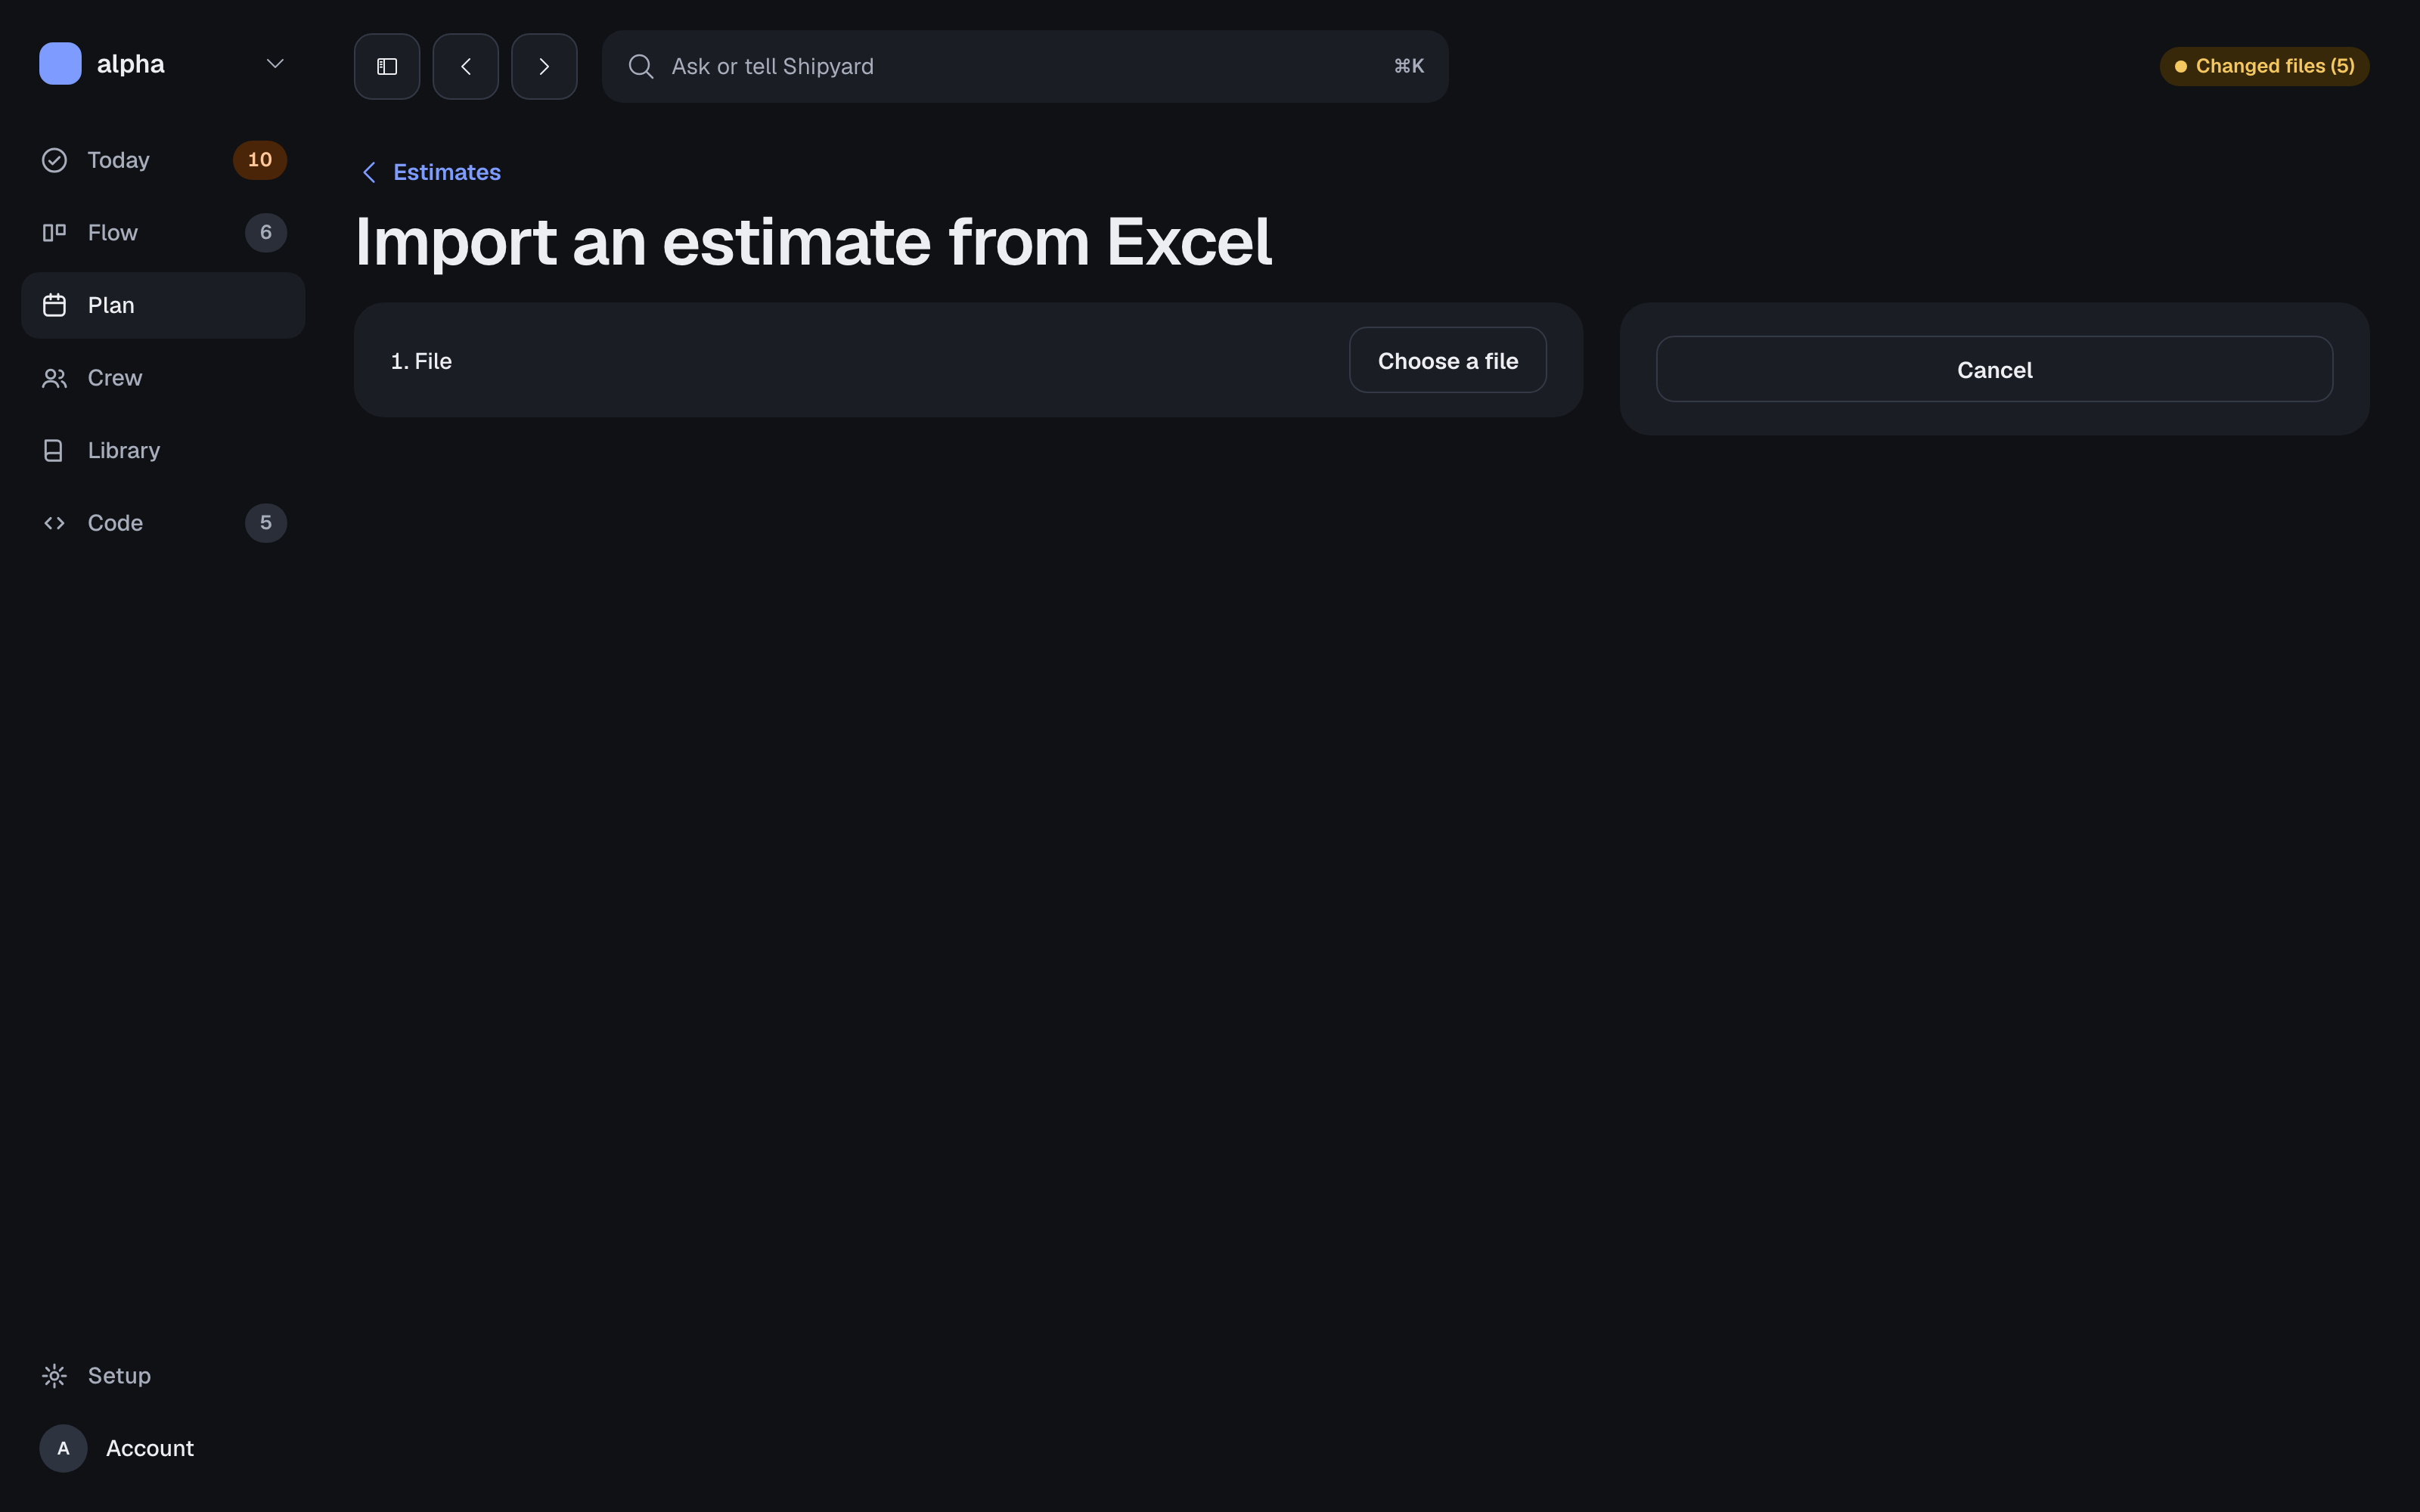 alpha
Ask or tell Shipyard ⌘K
Changed files (5)
Today 10
Flow 6
Plan
Crew
Library
Code 5
Estimates
Import an estimate from Excel
1. File
Choose a file
Cancel
Setup
A Account